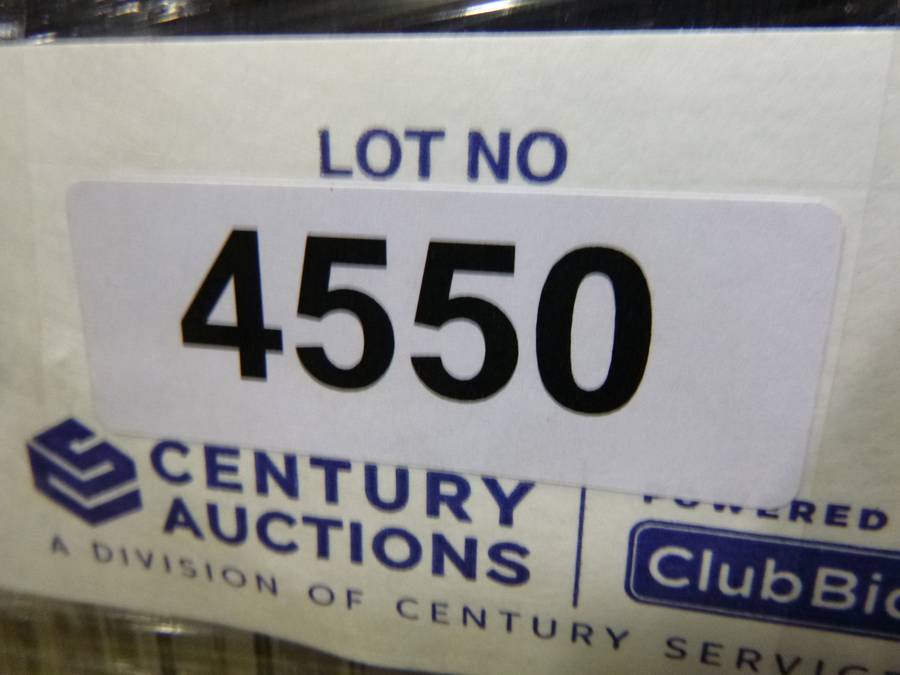 LOT NO
4550
CENTURY
AUCTIONS
A DIVISION OF CENTURY
POWERED